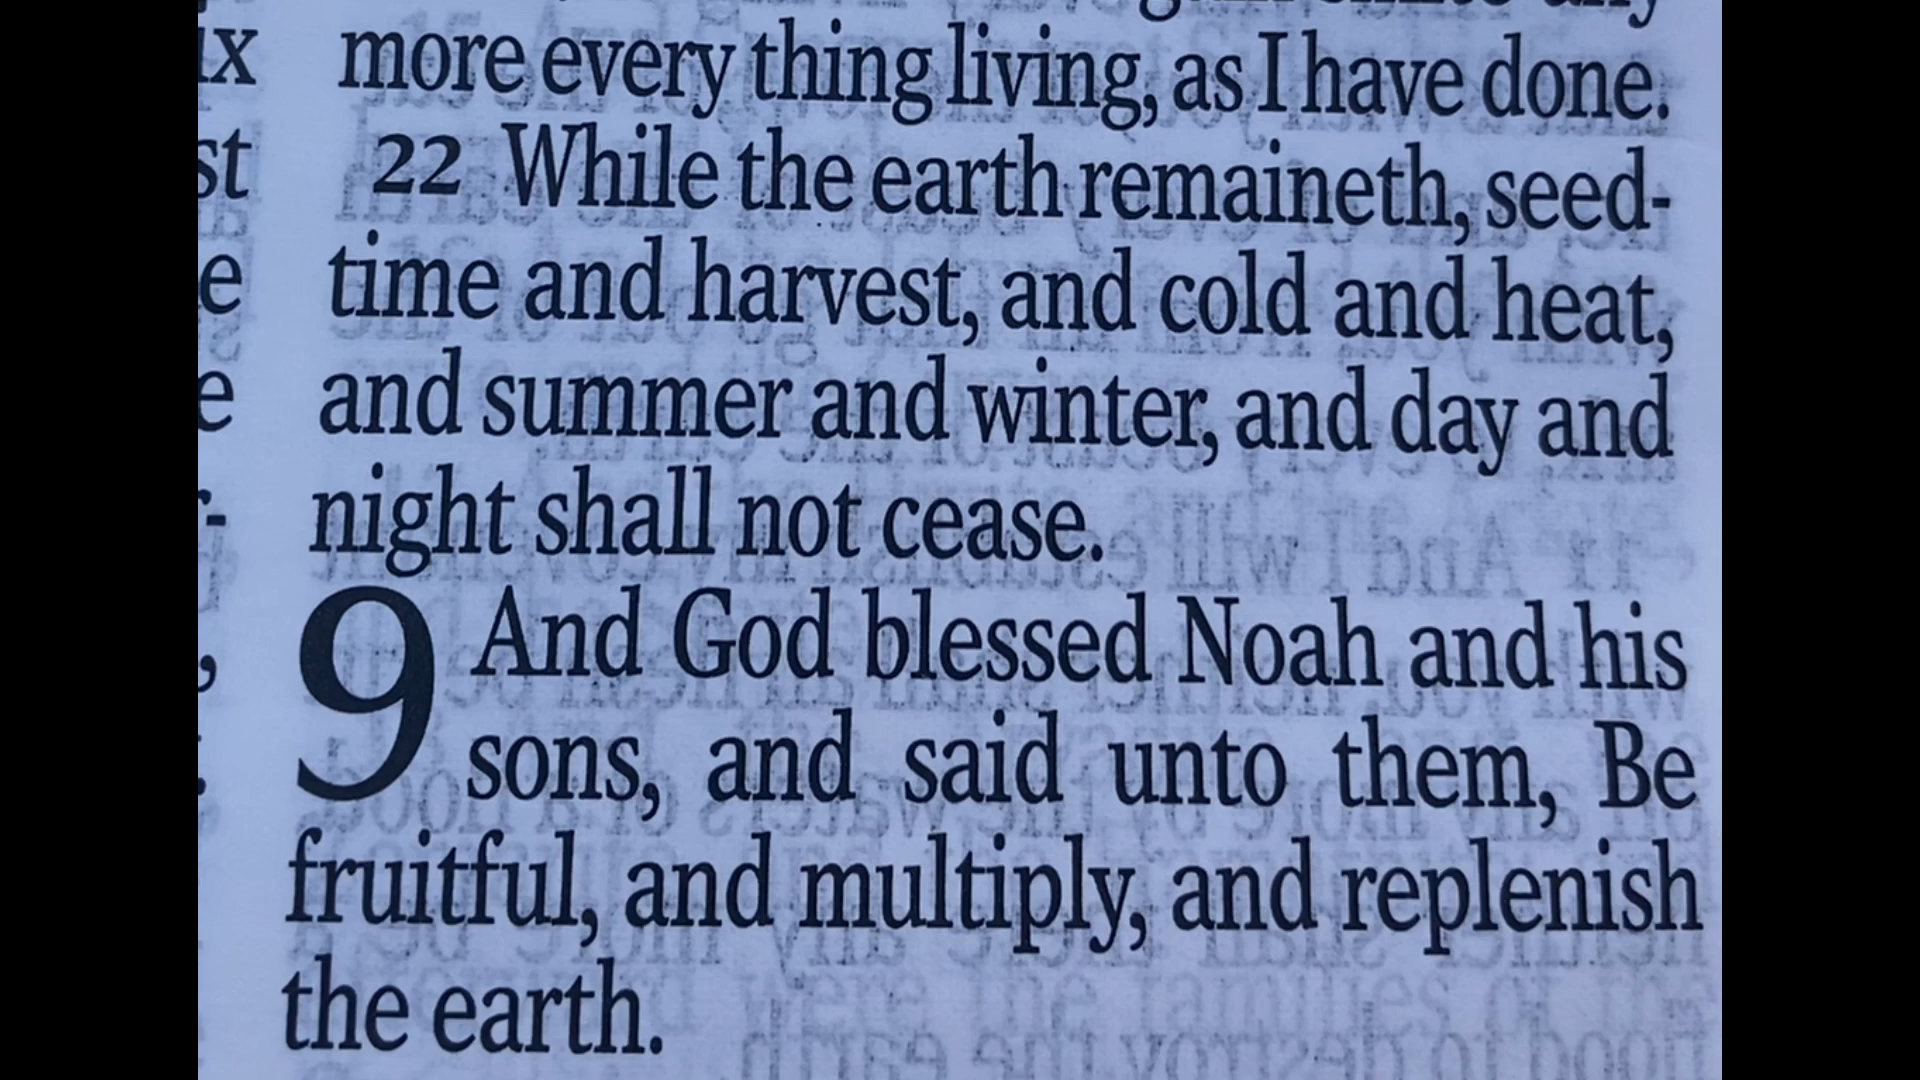 more every thing living, as I have done.
22 While the earth remaineth, seed-
time and harvest, and cold and heat,
and summer and winter, and day and
night shall not cease.
9 And God blessed Noah and his
sons, and said unto them, Be
fruitful, and multiply, and replenish
the earth.